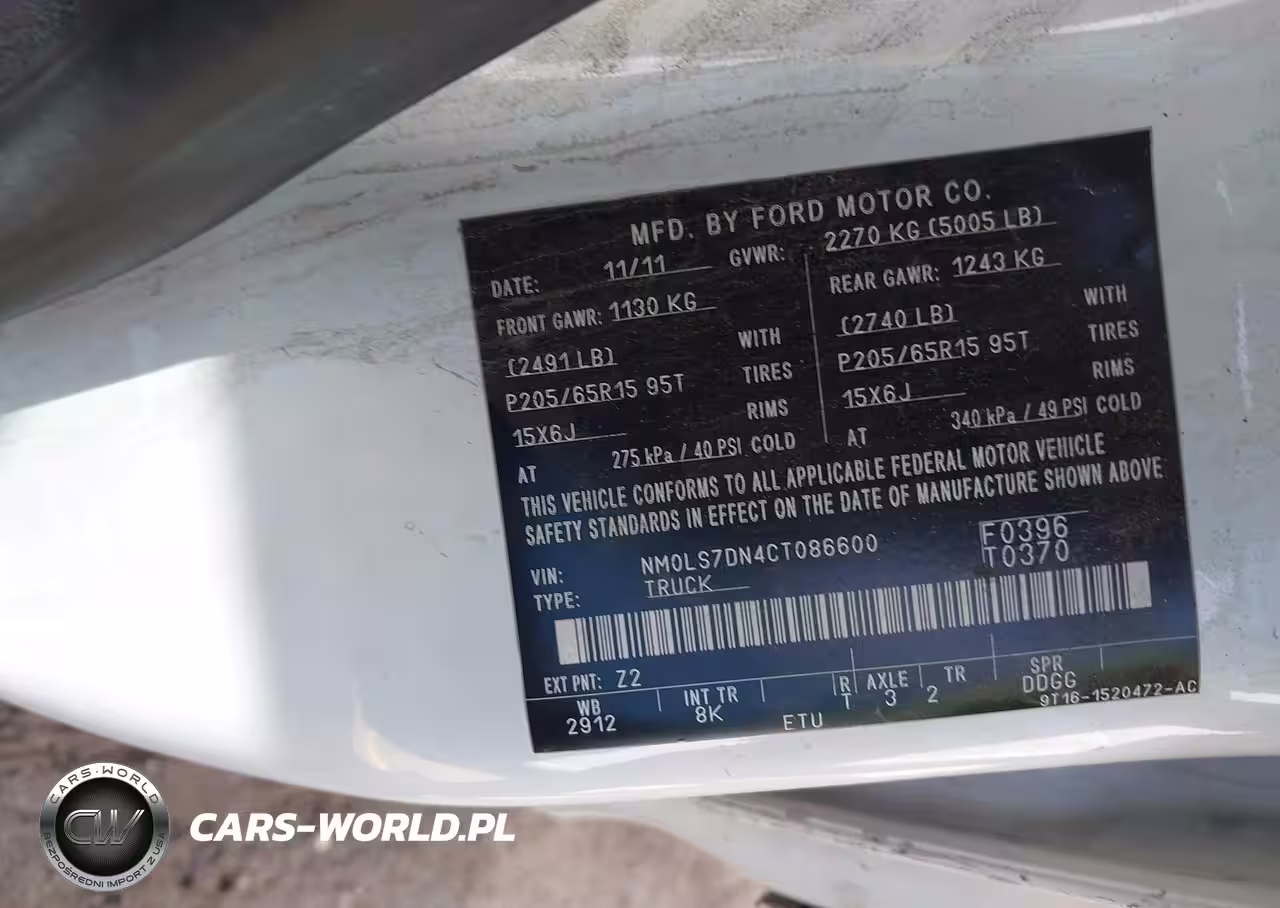 MFD. BY FORD MOTOR CO.
DATE: 11/11 GVWR: 2270 KG (5005 LB)
FRONT GAWR: 1130 KG REAR GAWR: 1243 KG
(2491 LB) WITH (2740 LB) WITH
P205/65R15 95T TIRES P205/65R15 95T TIRES
15X6J RIMS 15X6J RIMS
AT 275 kPa / 40 PSI COLD AT 340 kPa / 49 PSI COLD
THIS VEHICLE CONFORMS TO ALL APPLICABLE FEDERAL MOTOR VEHICLE
SAFETY STANDARDS IN EFFECT ON THE DATE OF MANUFACTURE SHOWN ABOVE
VIN: NM0LS7DN4CT086600 F0396
TYPE: TRUCK T0370
EXT PNT: Z2
WB INT TR R AXLE TR SPR
2912 8K ETU T 3 2 DDGG
9T16-1520472-AC
CARS-WORLD
CW
BEZPOŚREDNI IMPORT Z USA
CARS-WORLD.PL